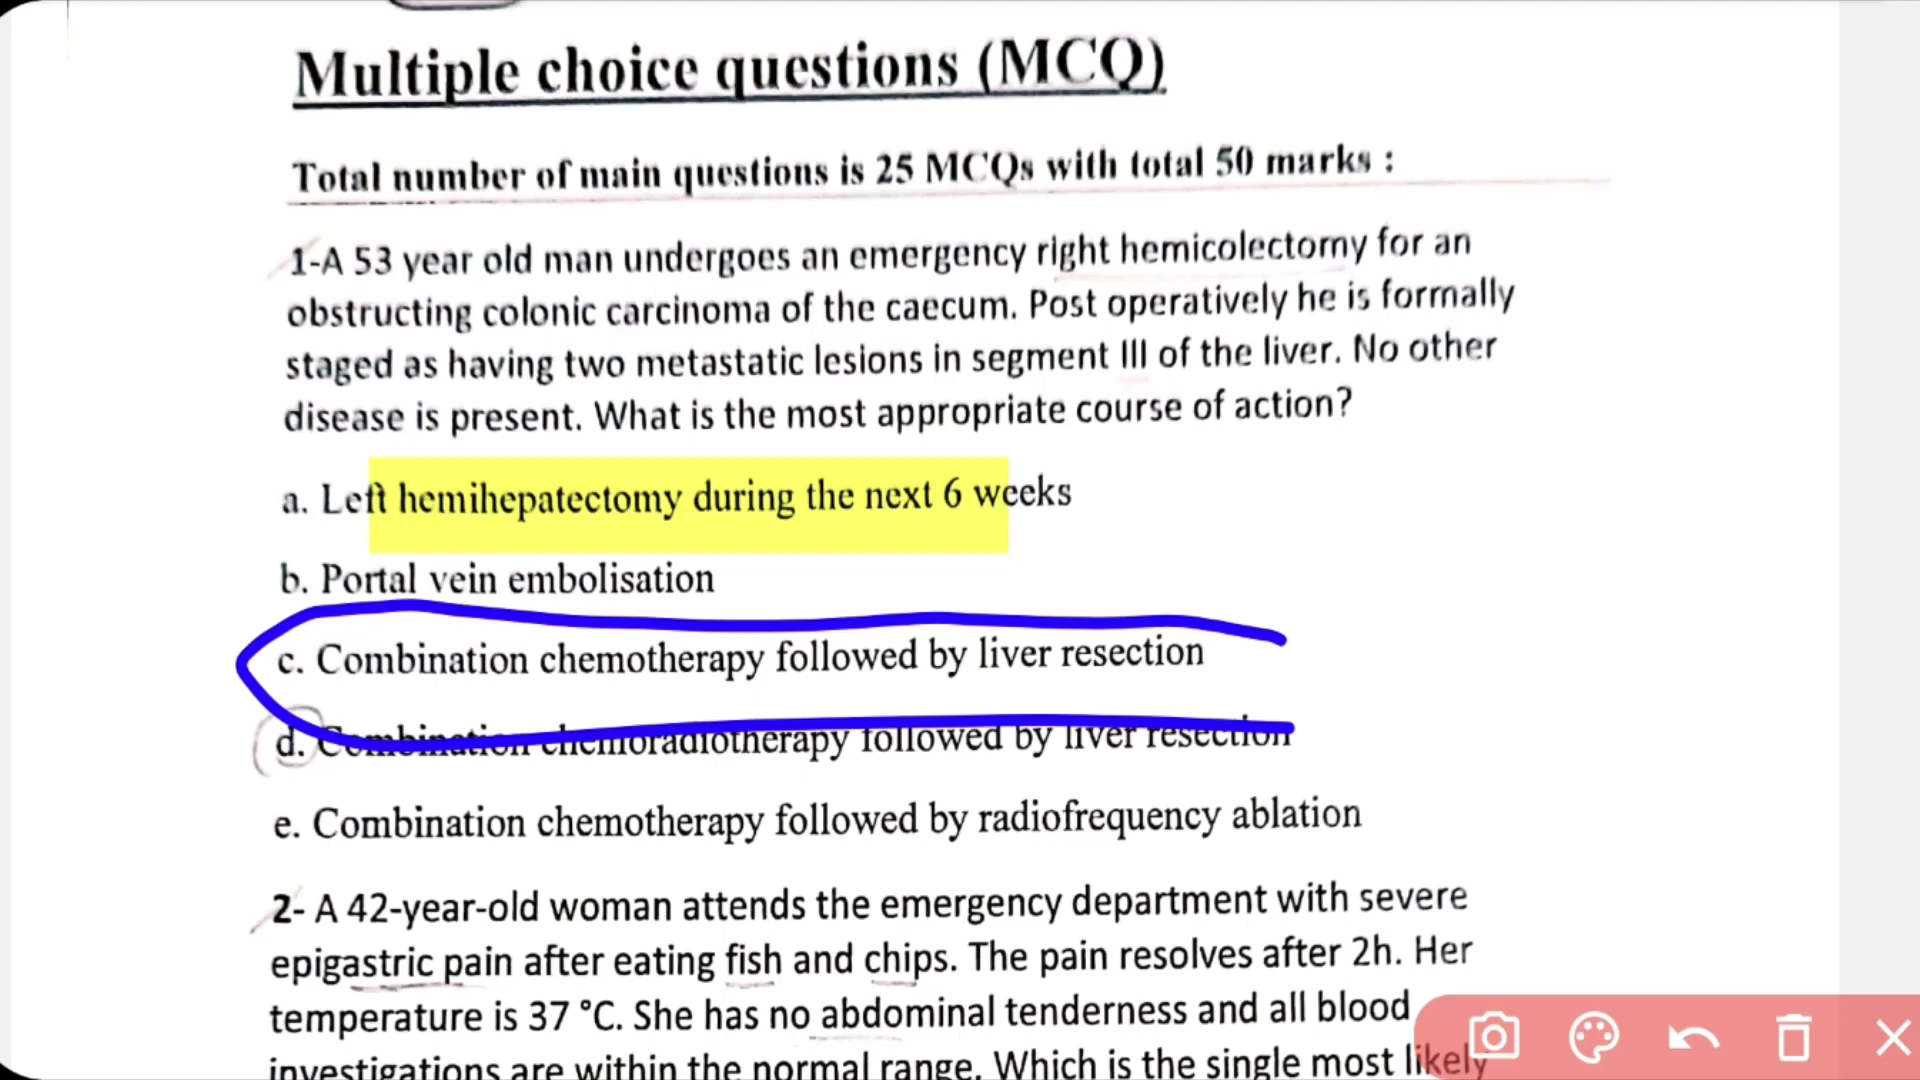 Multiple choice questions (MCQ)
Total number of main questions is 25 MCQs with total 50 marks :
1-A 53 year old man undergoes an emergency right hemicolectomy for an
obstructing colonic carcinoma of the caecum. Post operatively he is formally
staged as having two metastatic lesions in segment III of the liver. No other
disease is present. What is the most appropriate course of action?
a. Left hemihepatectomy during the next 6 weeks
b. Portal vein embolisation
c. Combination chemotherapy followed by liver resection
d. Combination chemoradiotherapy followed by liver resection
e. Combination chemotherapy followed by radiofrequency ablation
2- A 42-year-old woman attends the emergency department with severe
epigastric pain after eating fish and chips. The pain resolves after 2h. Her
temperature is 37 °C. She has no abdominal tenderness and all blood
investigations are within the normal range. Which is the single most likely